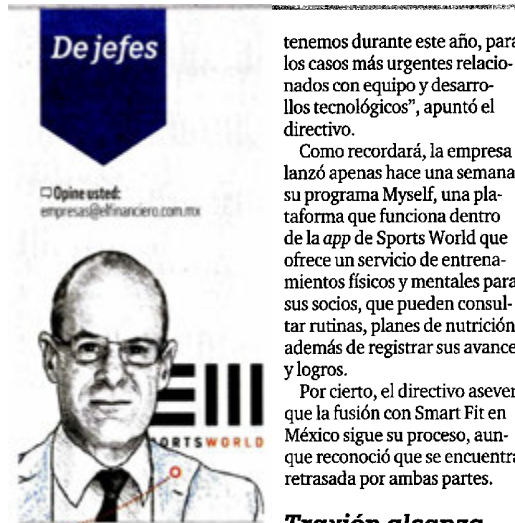 De jefes
Opine usted:
empresas@elfinanciero.com.mx
SPORTSWORLD
tenemos durante este año, para
los casos más urgentes relacio-
nados con equipo y desarro-
llos tecnológicos”, apuntó el
directivo.
Como recordará, la empresa
lanzó apenas hace una semana
su programa Myself, una pla-
taforma que funciona dentro
de la app de Sports World que
ofrece un servicio de entrena-
mientos físicos y mentales para
sus socios, que pueden consul-
tar rutinas, planes de nutrición
además de registrar sus avance
y logros.
Por cierto, el directivo asever
que la fusión con Smart Fit en
México sigue su proceso, aun-
que reconoció que se encuentra
retrasada por ambas partes.
Traxión alcanza